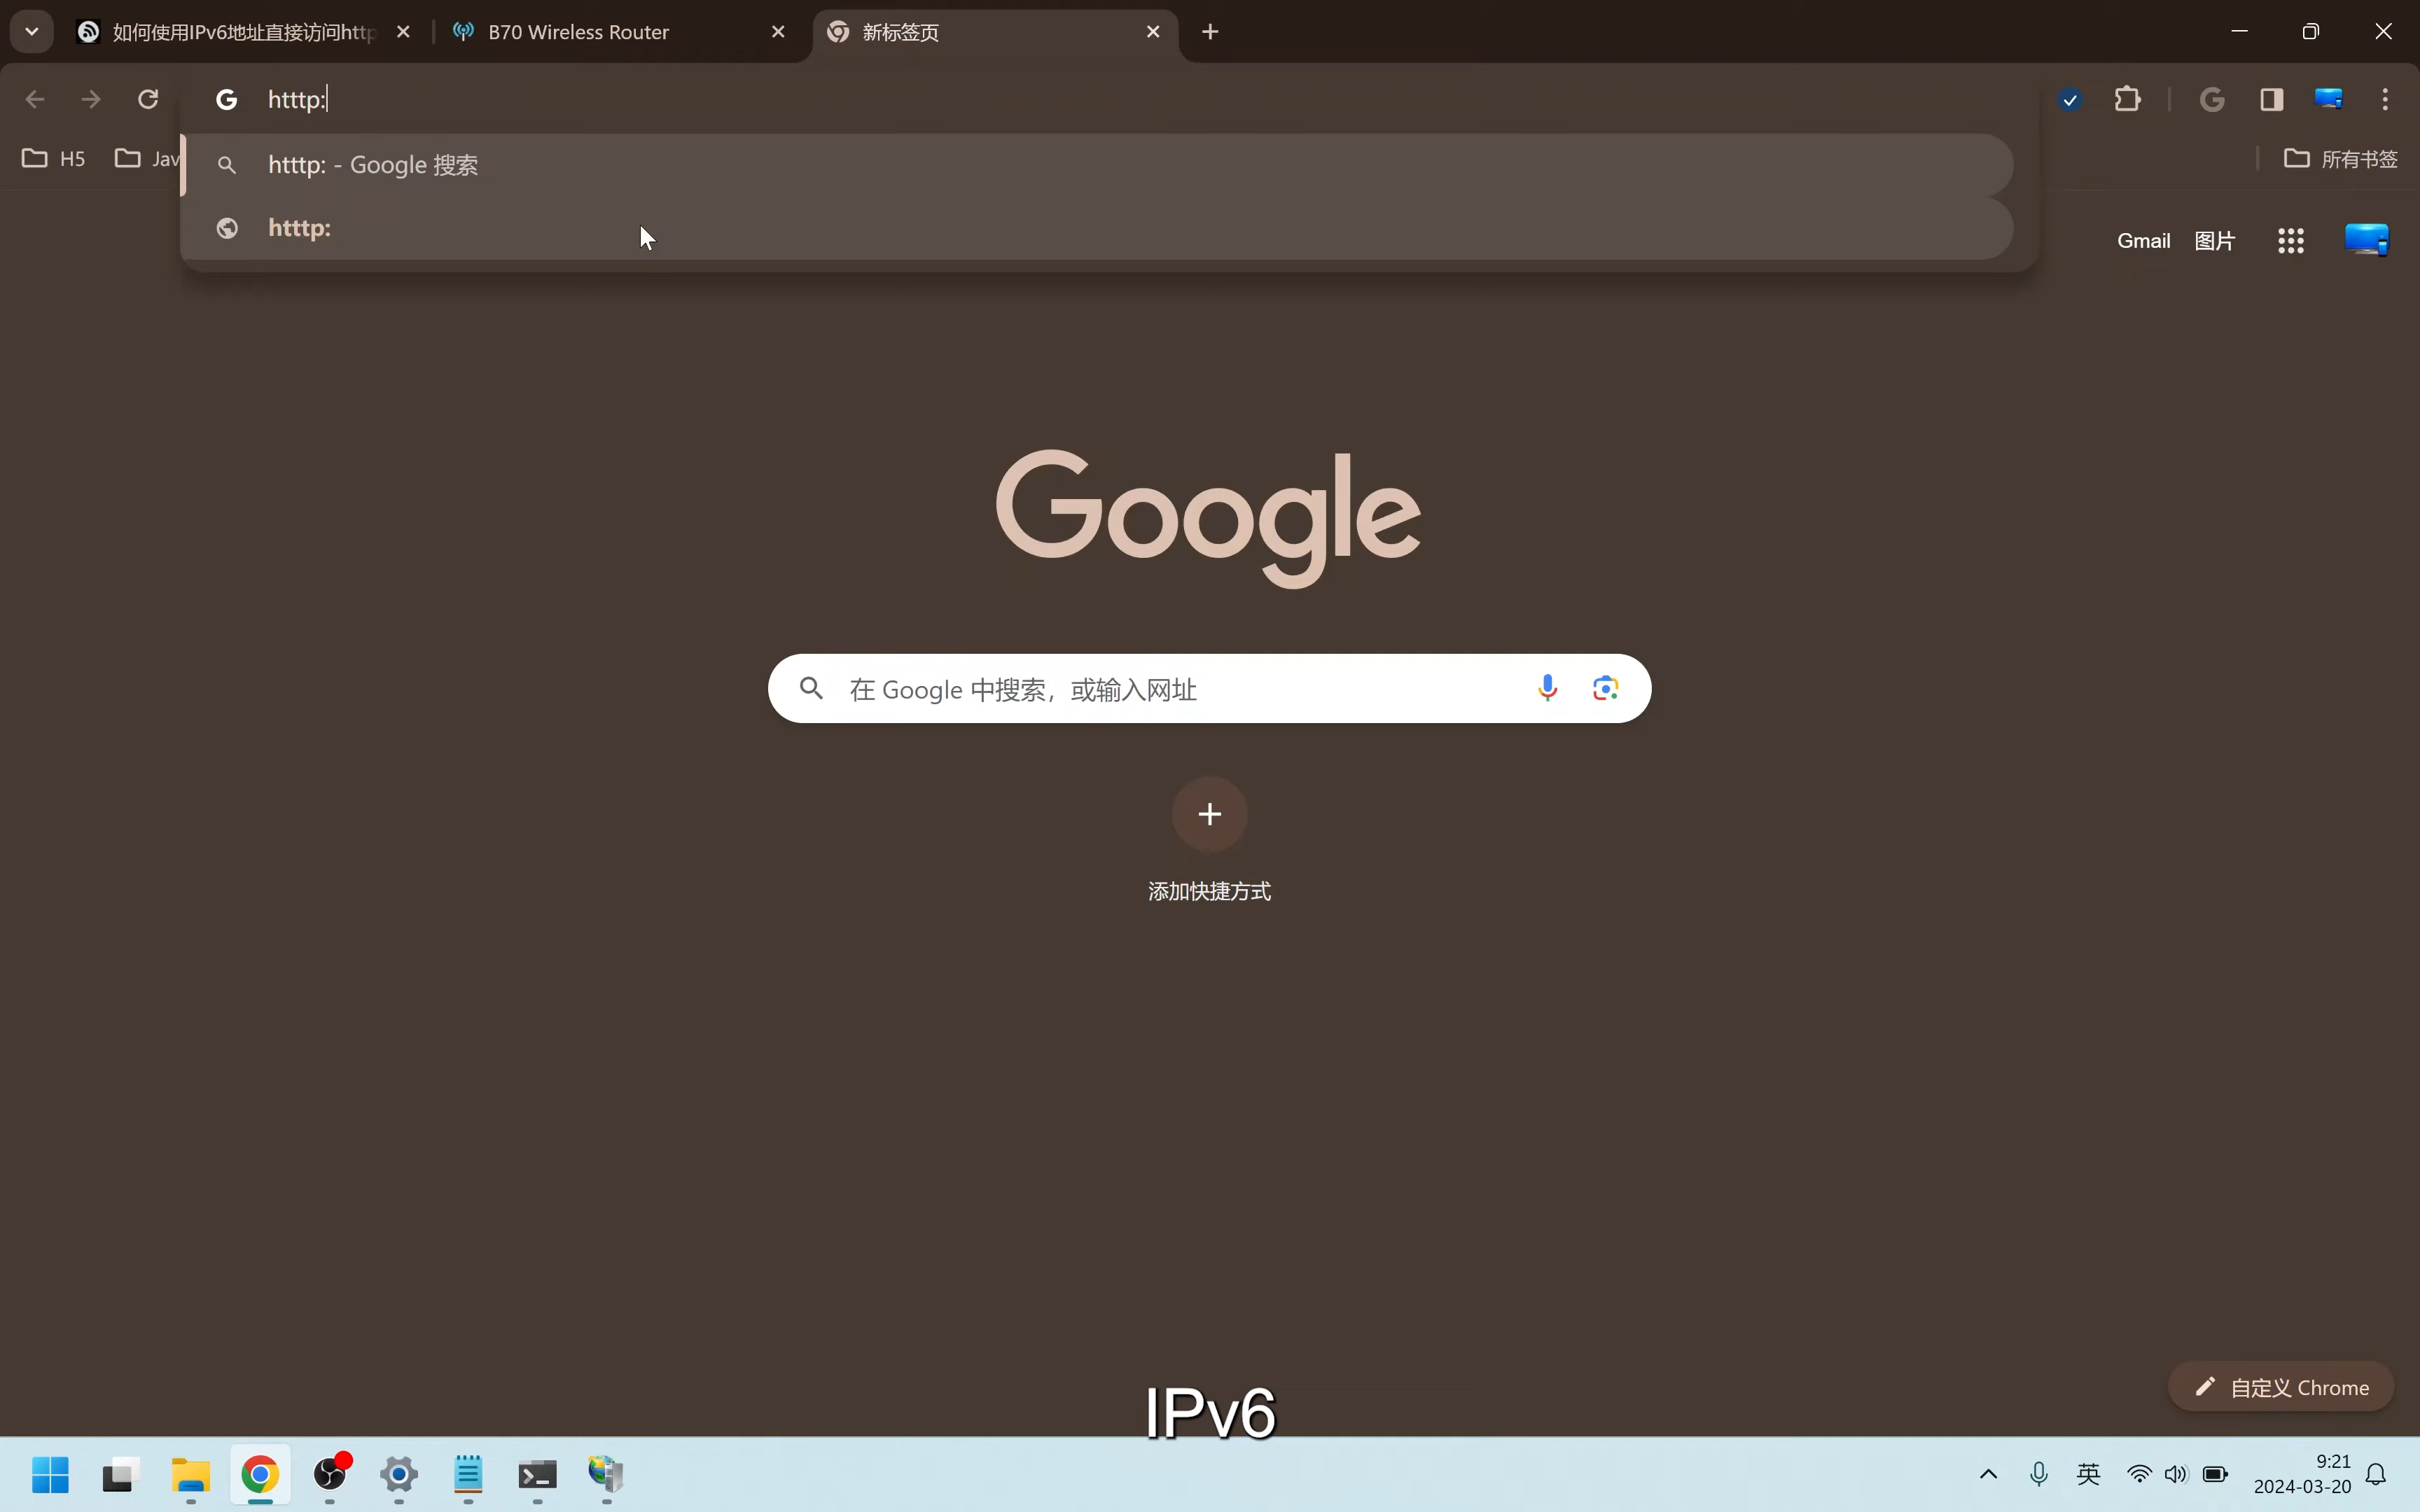 如何使用IPv6地址直接访问http
B70 Wireless Router
新标签页
htttp:
htttp: - Google 搜索
htttp:
H5
Jav
所有书签
Gmail
图片
Google
在 Google 中搜索，或输入网址
添加快捷方式
自定义 Chrome
IPv6
英
9:21
2024-03-20